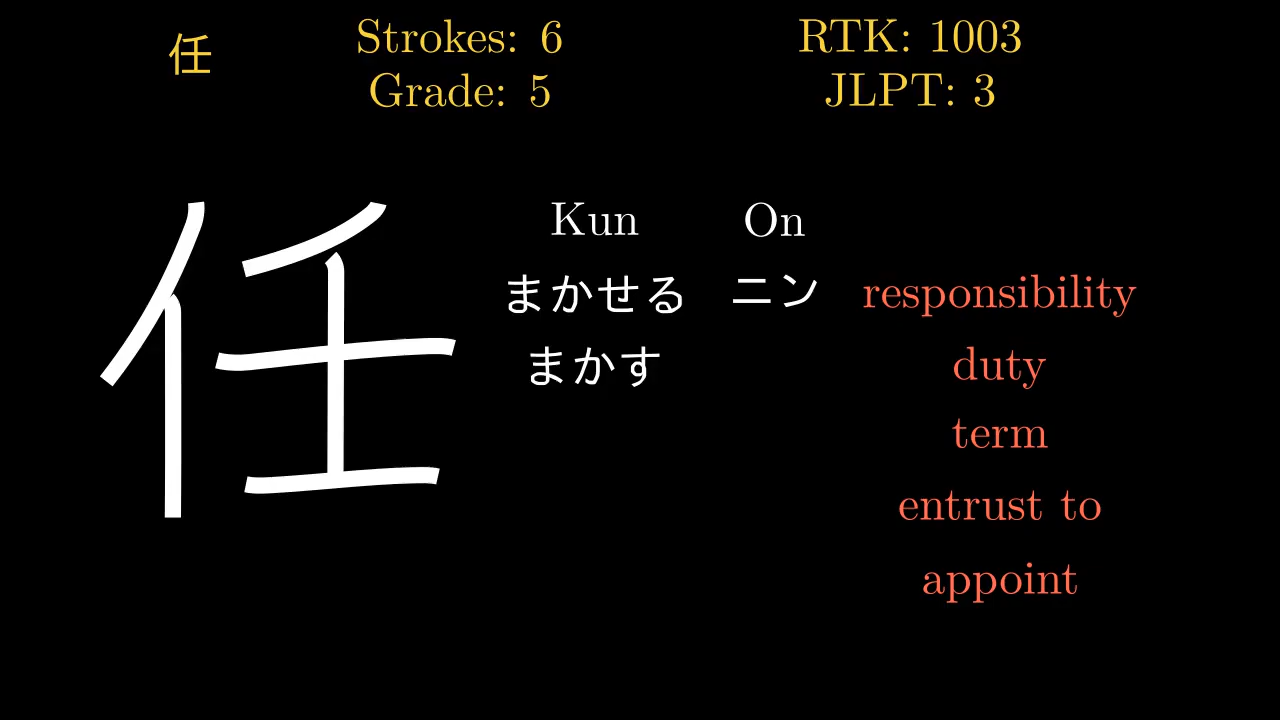 任
Strokes: 6
Grade: 5
RTK: 1003
JLPT: 3
任
Kun
まかせる
まかす
On
ニン
responsibility
duty
term
entrust to
appoint